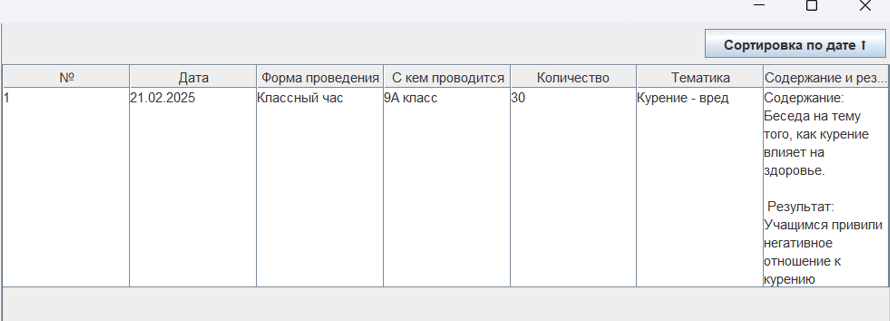 Сортировка по дате ↑
№ Дата Форма проведения С кем проводится Количество Тематика Содержание и рез...
1 21.02.2025 Классный час 9А класс 30 Курение - вред Содержание:
Беседа на тему
того, как курение
влияет на
здоровье.
Результат:
Учащимся привили
негативное
отношение к
курению